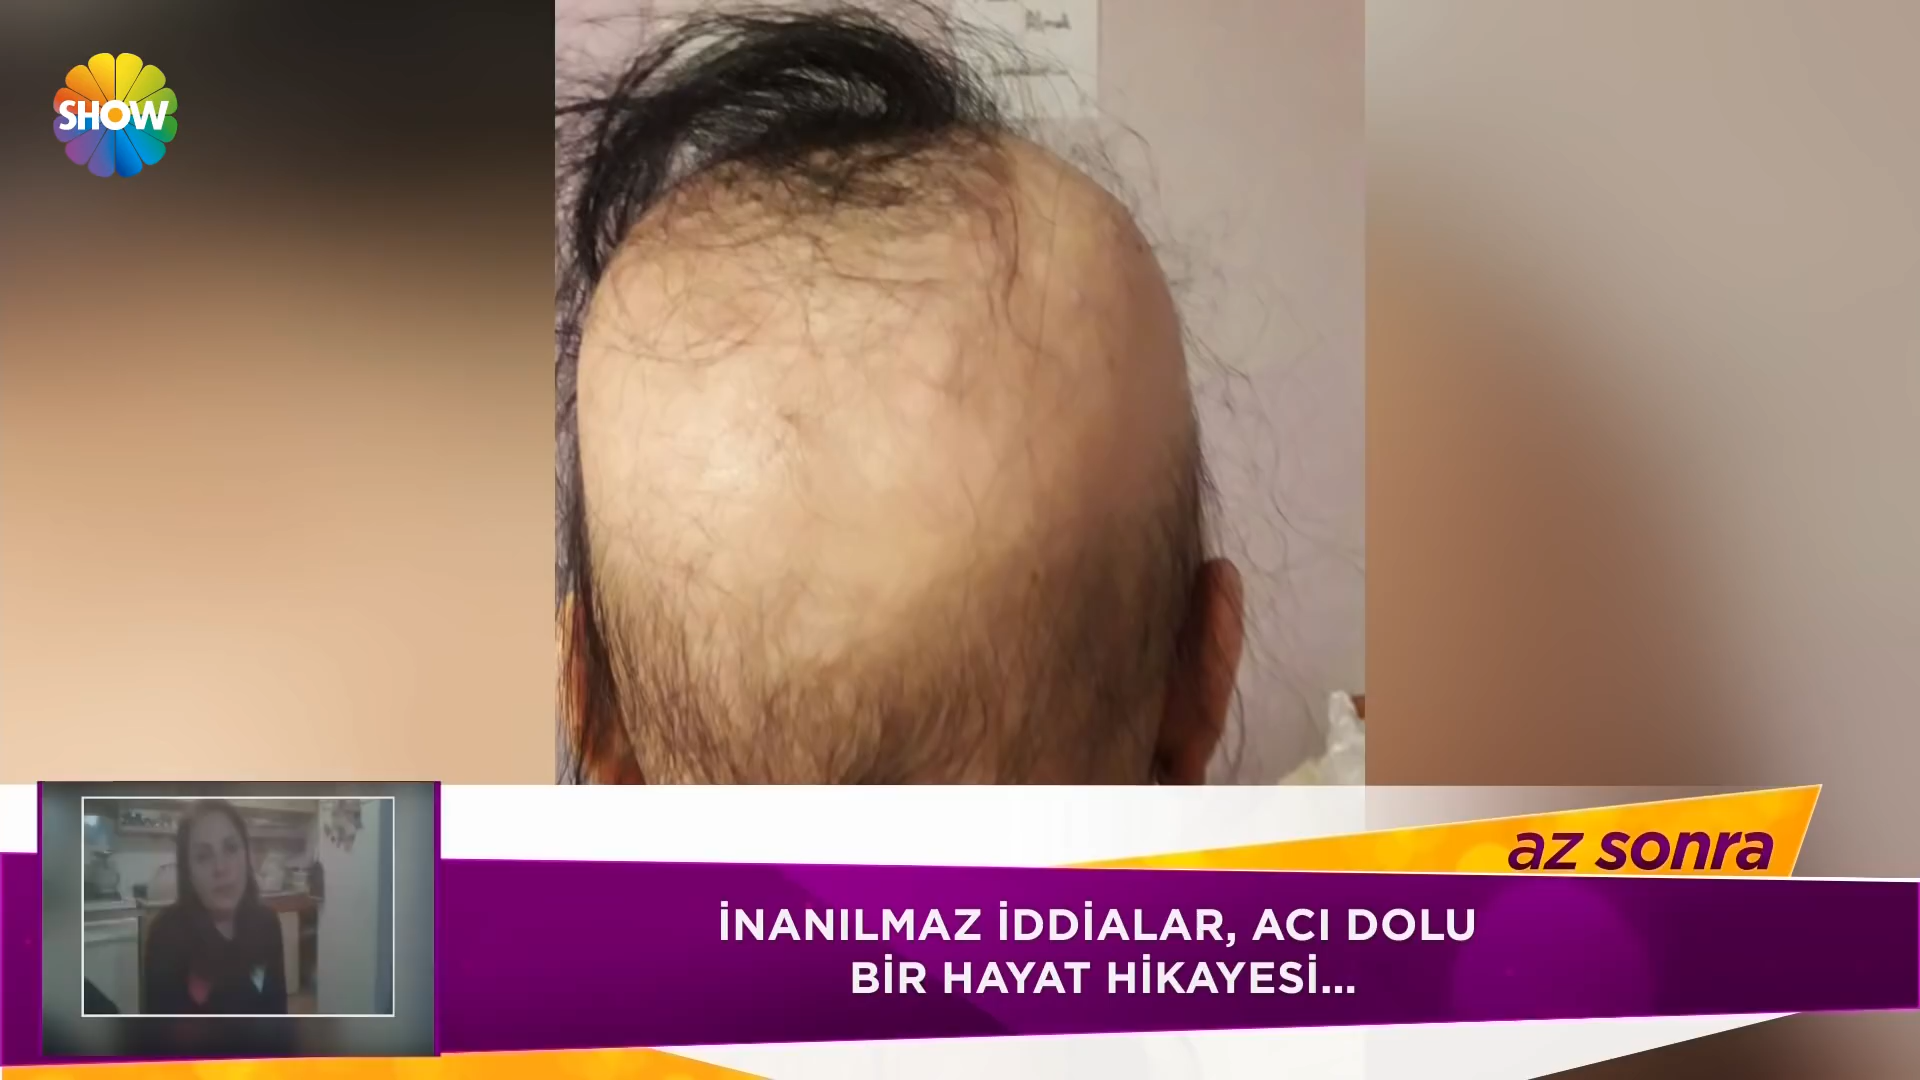 SHOW
az sonra
İNANILMAZ İDDİALAR, ACI DOLU
BİR HAYAT HİKAYESİ...